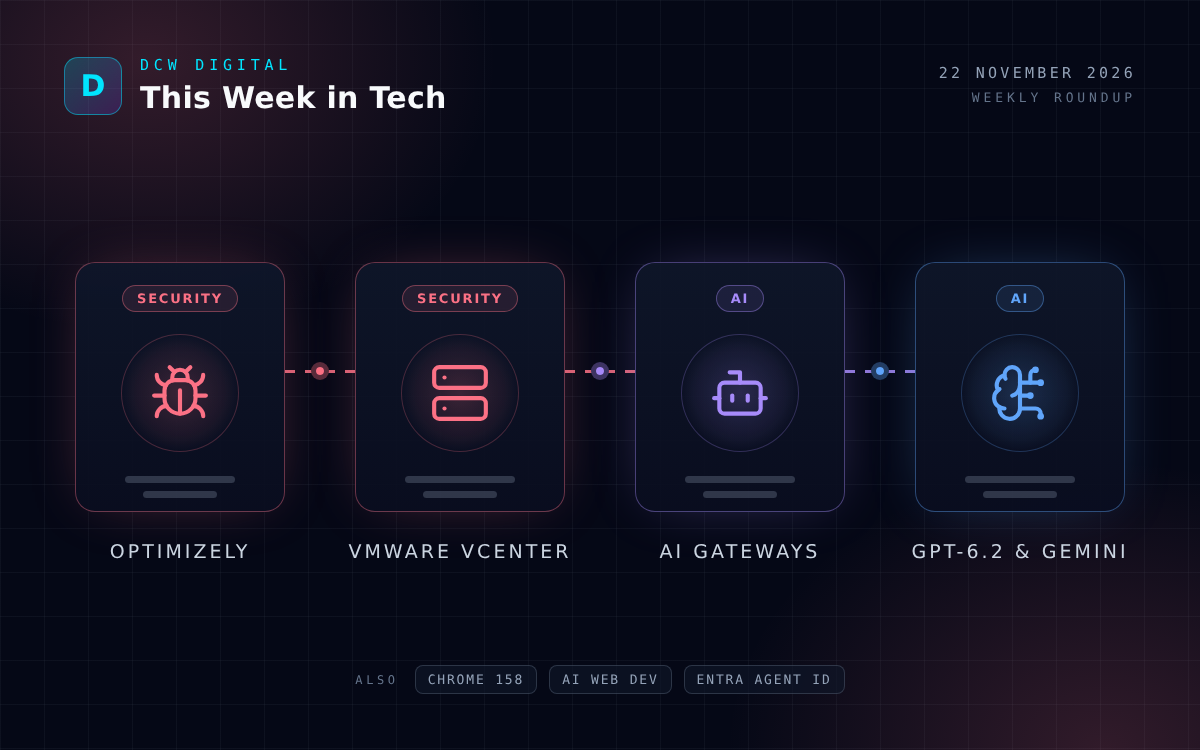 D
DCW DIGITAL
This Week in Tech
22 NOVEMBER 2026
WEEKLY ROUNDUP
SECURITY
SECURITY
AI
AI
OPTIMIZELY
VMWARE VCENTER
AI GATEWAYS
GPT-6.2 & GEMINI
ALSO
CHROME 158
AI WEB DEV
ENTRA AGENT ID